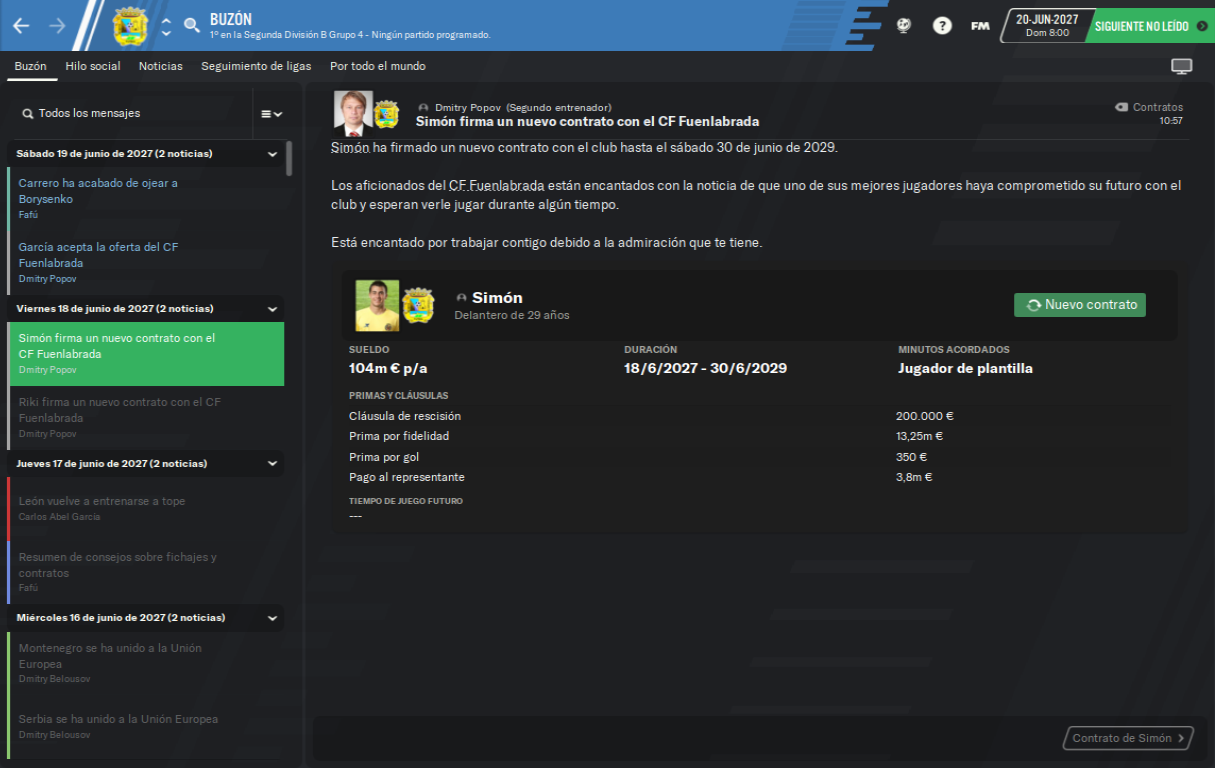 BUZÓN
1º en la Segunda División B Grupo 4 - Ningún partido programado.
?
FM
20-JUN-2027
Dom 8:00
SIGUIENTE NO LEÍDO
Buzón
Hilo social
Noticias
Seguimiento de ligas
Por todo el mundo
Todos los mensajes
Sábado 19 de junio de 2027 (2 noticias)
Carrero ha acabado de ojear a
Borysenko
Fafú
García acepta la oferta del CF
Fuenlabrada
Dmitry Popov
Viernes 18 de junio de 2027 (2 noticias)
Simón firma un nuevo contrato con el
CF Fuenlabrada
Dmitry Popov
Riki firma un nuevo contrato con el CF
Fuenlabrada
Dmitry Popov
Jueves 17 de junio de 2027 (2 noticias)
León vuelve a entrenarse a tope
Carlos Abel García
Resumen de consejos sobre fichajes y
contratos
Fafú
Miércoles 16 de junio de 2027 (2 noticias)
Montenegro se ha unido a la Unión
Europea
Dmitry Belousov
Serbia se ha unido a la Unión Europea
Dmitry Belousov
Dmitry Popov (Segundo entrenador)
Simón firma un nuevo contrato con el CF Fuenlabrada
Contratos
10:57
Simón ha firmado un nuevo contrato con el club hasta el sábado 30 de junio de 2029.
Los aficionados del CF Fuenlabrada están encantados con la noticia de que uno de sus mejores jugadores haya comprometido su futuro con el
club y esperan verle jugar durante algún tiempo.
Está encantado por trabajar contigo debido a la admiración que te tiene.
Simón
Delantero de 29 años
Nuevo contrato
SUELDO
104m € p/a
DURACIÓN
18/6/2027 - 30/6/2029
MINUTOS ACORDADOS
Jugador de plantilla
PRIMAS Y CLÁUSULAS
Cláusula de rescisión 200.000 €
Prima por fidelidad 13,25m €
Prima por gol 350 €
Pago al representante 3,8m €
TIEMPO DE JUEGO FUTURO
---
Contrato de Simón